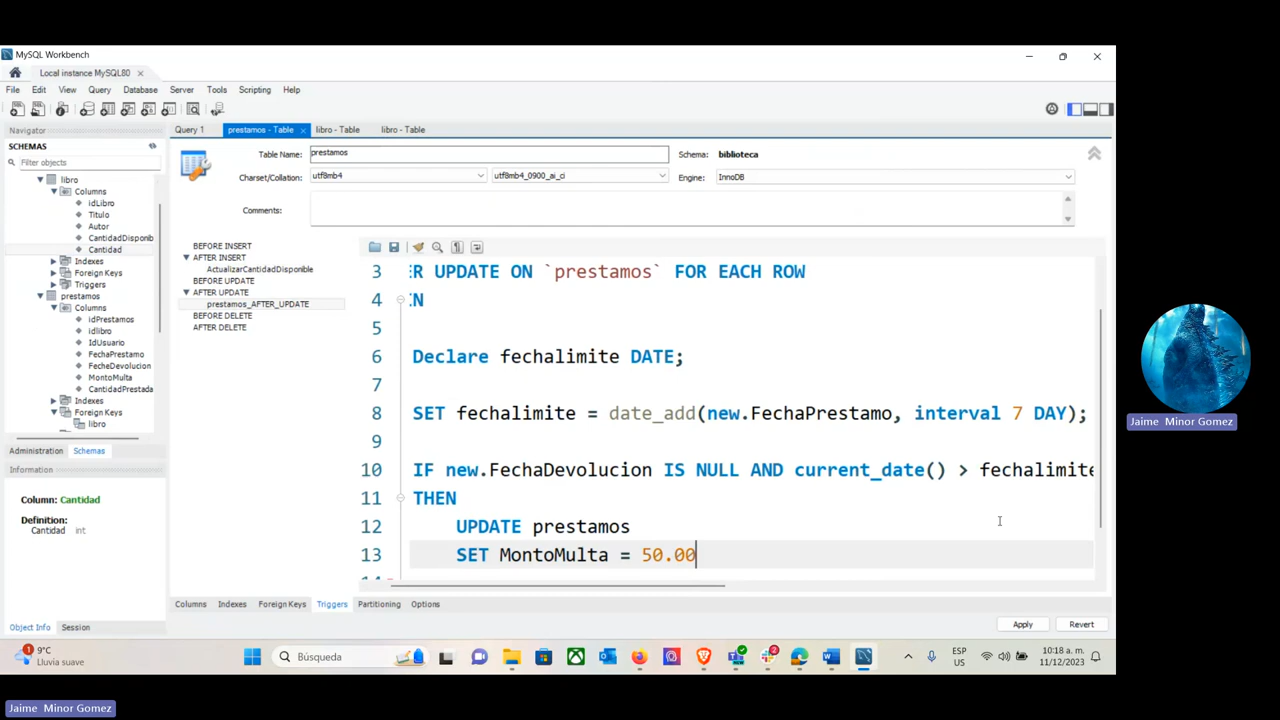 MySQL Workbench
Local instance MySQL80
File Edit View Query Database Server Tools Scripting Help
Navigator
SCHEMAS
Filter objects
libro
Columns
idLibro
Titulo
Autor
CantidadDisponib
Cantidad
Indexes
Foreign Keys
Triggers
prestamos
Columns
idPrestamos
idlibro
IdUsuario
FechaPrestamo
FecheDevolucion
MontoMulta
CantidadPrestada
Indexes
Foreign Keys
libro
Administration Schemas
Information
Column: Cantidad
Definition:
Cantidad int
Object Info Session
Query 1 prestamos - Table libro - Table libro - Table
Table Name: prestamos Schema: biblioteca
Charset/Collation: utf8mb4 utf8mb4_0900_ai_ci Engine: InnoDB
Comments:
BEFORE INSERT
AFTER INSERT
ActualizarCantidadDisponible
BEFORE UPDATE
AFTER UPDATE
prestamos_AFTER_UPDATE
BEFORE DELETE
AFTER DELETE
3 ER UPDATE ON `prestamos` FOR EACH ROW
4 IN
5
6 Declare fechalimite DATE;
7
8 SET fechalimite = date_add(new.FechaPrestamo, interval 7 DAY);
9
10 IF new.FechaDevolucion IS NULL AND current_date() > fechalimite
11 THEN
12 UPDATE prestamos
13 SET MontoMulta = 50.00
14
Columns Indexes Foreign Keys Triggers Partitioning Options
Apply Revert
1
9°C
Lluvia suave
Búsqueda
2
ESP
US
10:18 a. m.
11/12/2023
Jaime Minor Gomez
Jaime Minor Gomez